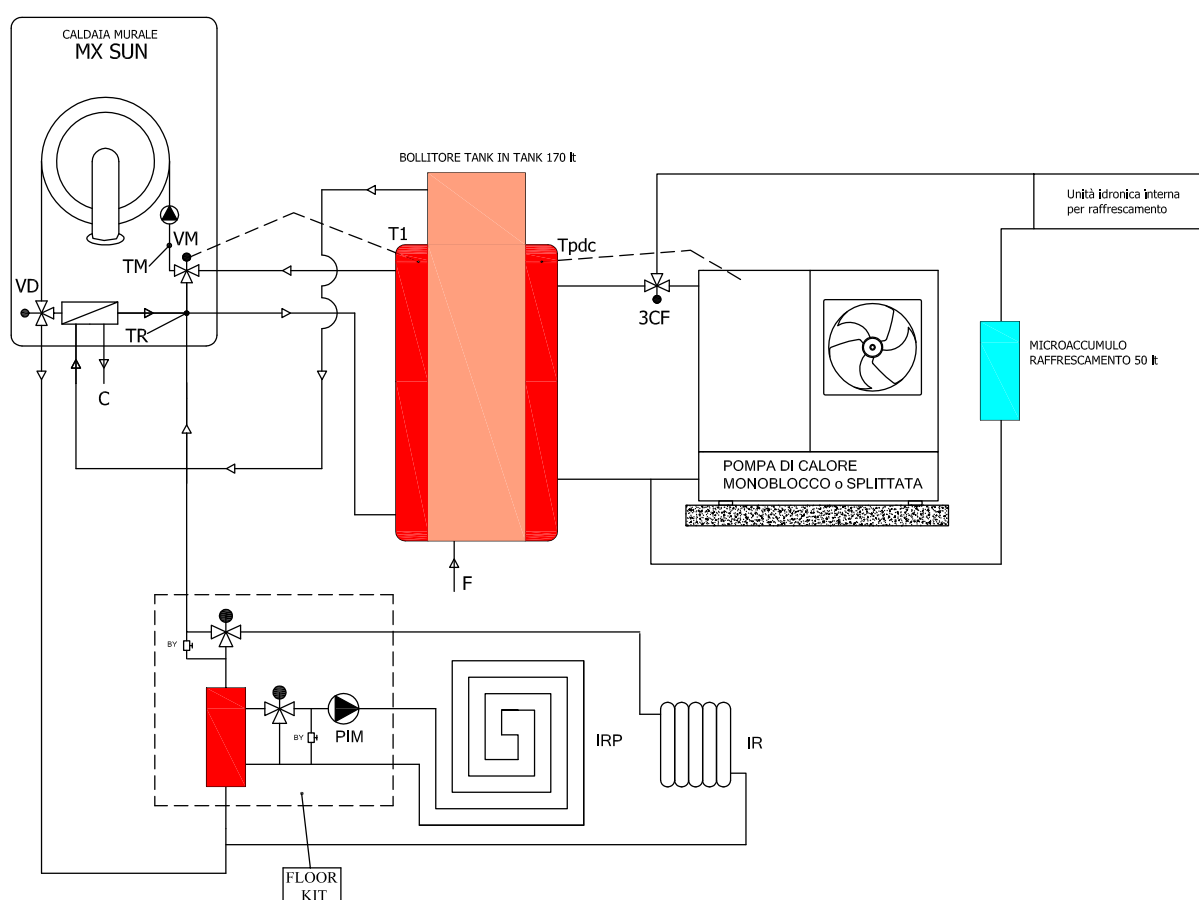 CALDAIA MURALE
MX SUN
BOLLITORE TANK IN TANK 170 lt
Unità idronica interna
per raffrescamento
VM
T1
Tpdc
TM
VD
3CF
TR
MICROACCUMULO
RAFFRESCAMENTO 50 lt
C
POMPA DI CALORE
MONOBLOCCO o SPLITTATA
F
BY
BY
PIM
IRP
IR
FLOOR
KIT